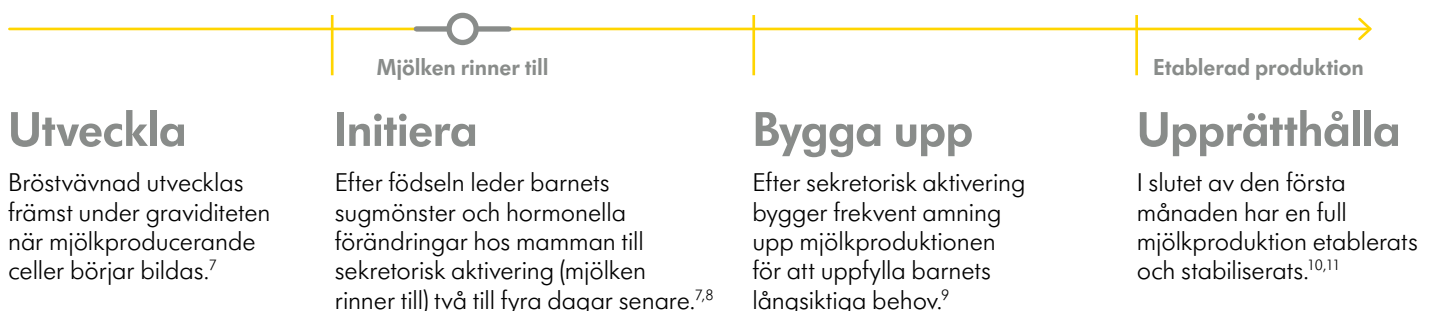 Mjölken rinner till
Etablerad produktion
Utveckla
Bröstvävnad utvecklas
främst under graviditeten
när mjölkproducerande
celler börjar bildas.7
Initiera
Efter födseln leder barnets
sugmönster och hormonella
förändringar hos mamman till
sekretorisk aktivering (mjölken
rinner till) två till fyra dagar senare.7,8
Bygga upp
Efter sekretorisk aktivering
bygger frekvent amning
upp mjölkproduktionen
för att uppfylla barnets
långsiktiga behov.9
Upprätthålla
I slutet av den första
månaden har en full
mjölkproduktion etablerats
och stabiliserats.10,11